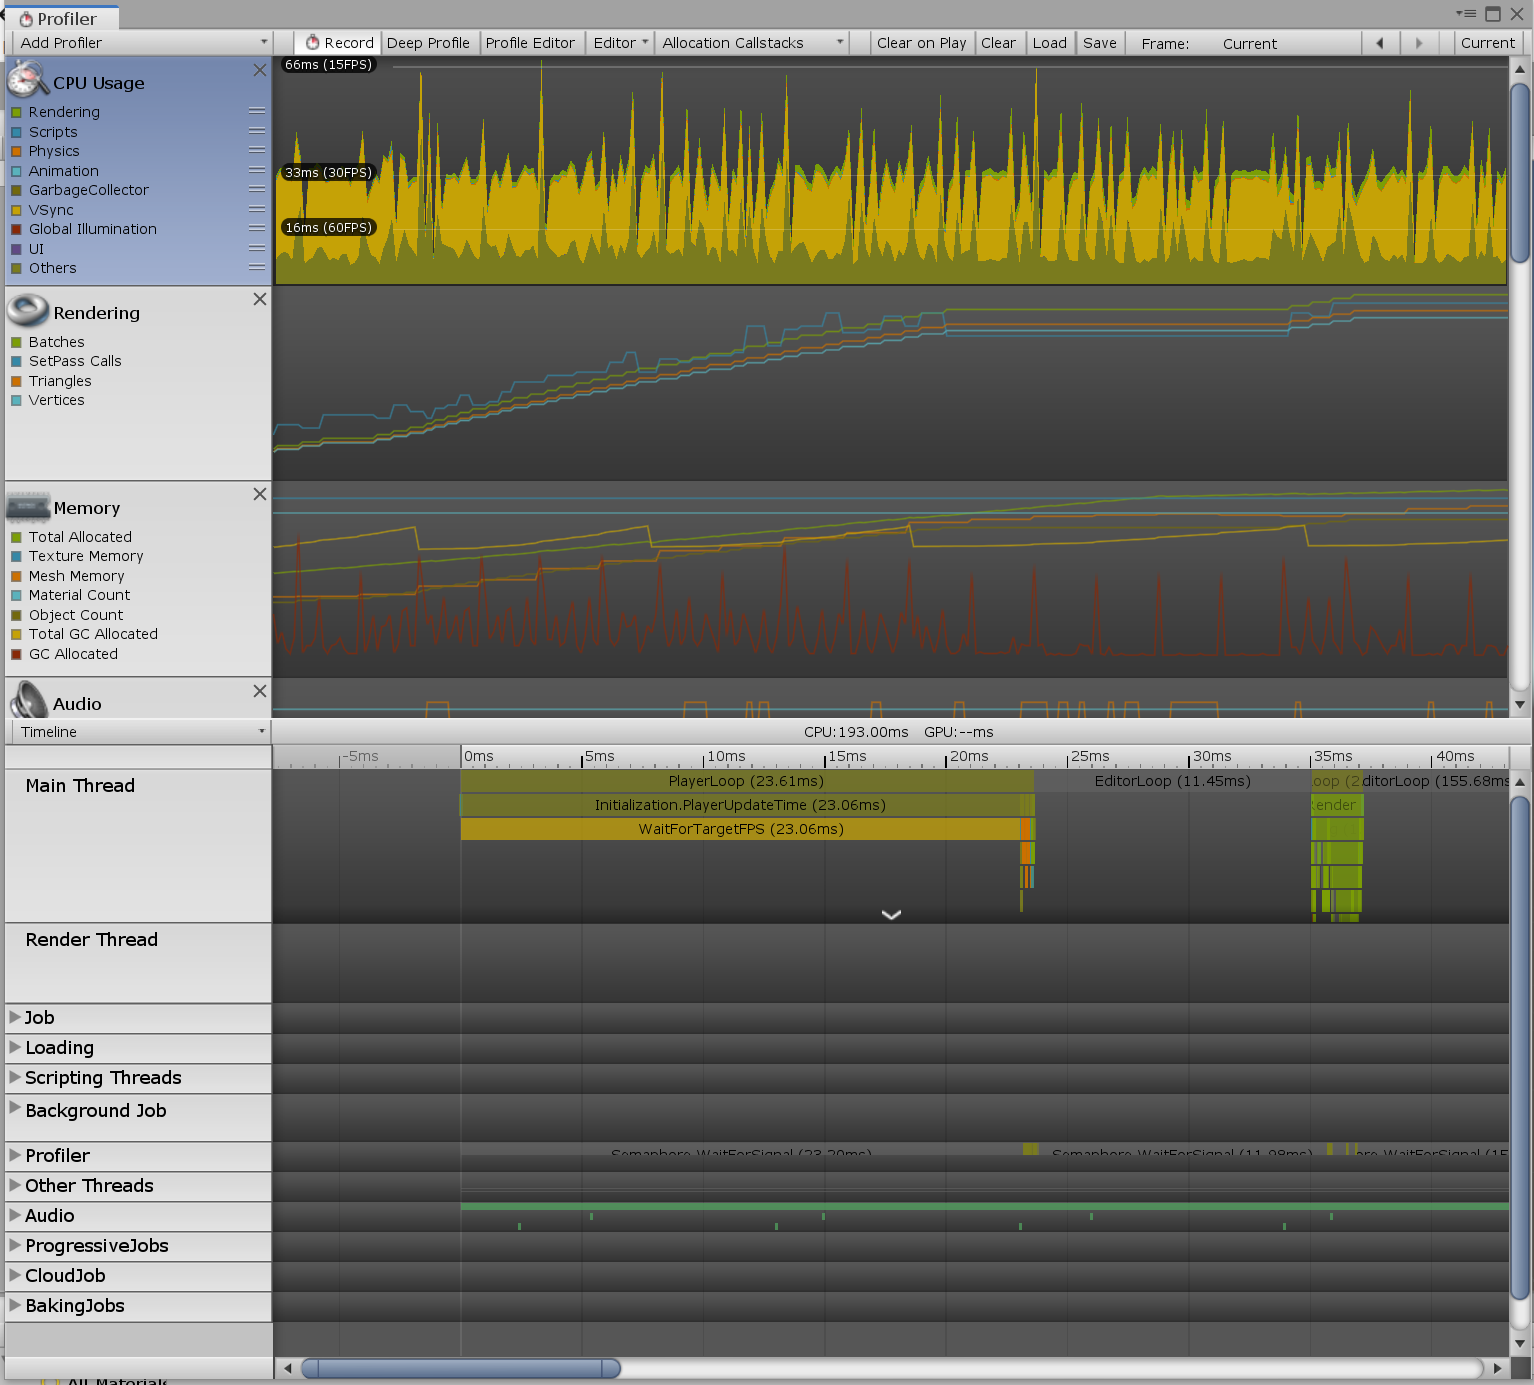 Profiler
Add Profiler
Record
Deep Profile
Profile Editor
Editor
Allocation Callstacks
Clear on Play
Clear
Load
Save
Frame:
Current
Current
CPU Usage
Rendering
Scripts
Physics
Animation
GarbageCollector
VSync
Global Illumination
UI
Others
66ms (15FPS)
33ms (30FPS)
16ms (60FPS)
Rendering
Batches
SetPass Calls
Triangles
Vertices
Memory
Total Allocated
Texture Memory
Mesh Memory
Material Count
Object Count
Total GC Allocated
GC Allocated
Audio
Timeline
CPU:193.00ms GPU:--ms
-5ms 0ms 5ms 10ms 15ms 20ms 25ms 30ms 35ms 40ms
Main Thread
PlayerLoop (23.61ms)
EditorLoop (11.45ms)
oop (2
ditorLoop (155.68ms
Initialization.PlayerUpdateTime (23.06ms)
ender
WaitForTargetFPS (23.06ms)
Render Thread
Job
Loading
Scripting Threads
Background Job
Profiler
Semaphore.WaitForSignal (23.20ms)
Semaphore.WaitForSignal (11.98ms)
ore.WaitForSignal (15
Other Threads
Audio
ProgressiveJobs
CloudJob
BakingJobs
All Materials